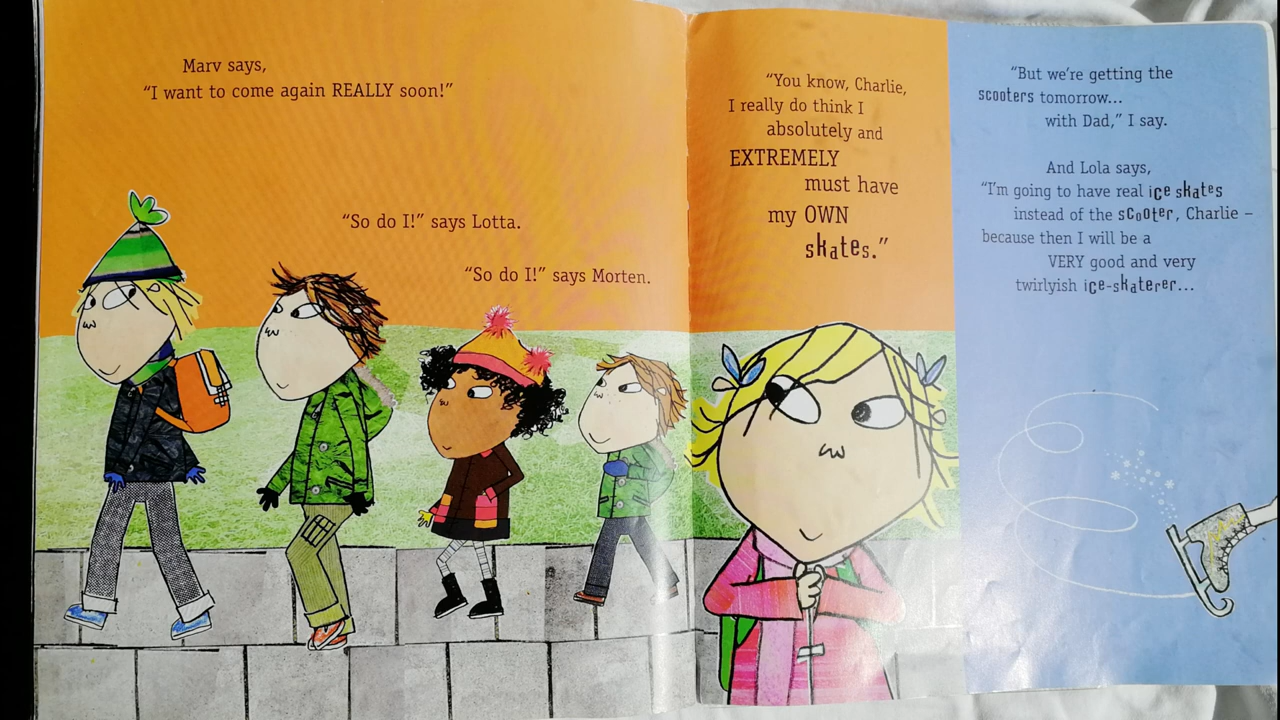 Marv says,
“I want to come again REALLY soon!”
“So do I!” says Lotta.
“So do I!” says Morten.
“You know, Charlie,
I really do think I
absolutely and
EXTREMELY
must have
my OWN
skates.”
“But we’re getting the
scooters tomorrow...
with Dad,” I say.
And Lola says,
“I’m going to have real ice skates
instead of the scooter, Charlie –
because then I will be a
VERY good and very
twirlyish ice-skaterer...